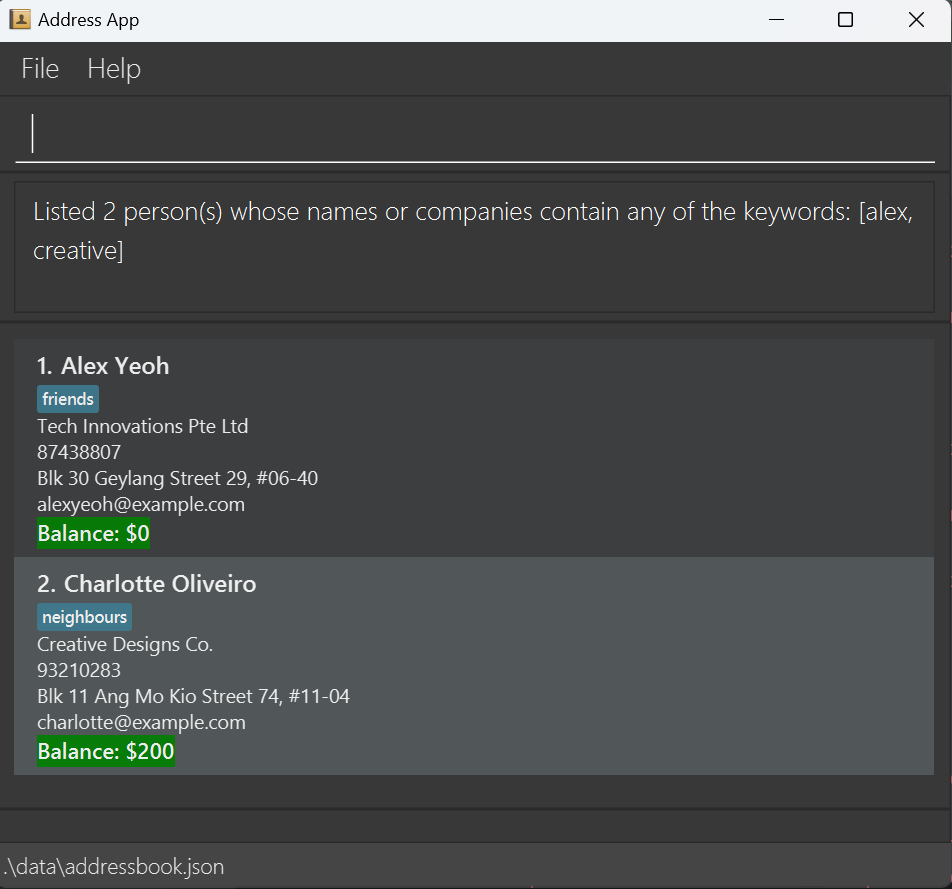 Address App
File Help
Listed 2 person(s) whose names or companies contain any of the keywords: [alex,
creative]
1. Alex Yeoh
friends
Tech Innovations Pte Ltd
87438807
Blk 30 Geylang Street 29, #06-40
alexyeoh@example.com
Balance: $0
2. Charlotte Oliveiro
neighbours
Creative Designs Co.
93210283
Blk 11 Ang Mo Kio Street 74, #11-04
charlotte@example.com
Balance: $200
.\data\addressbook.json